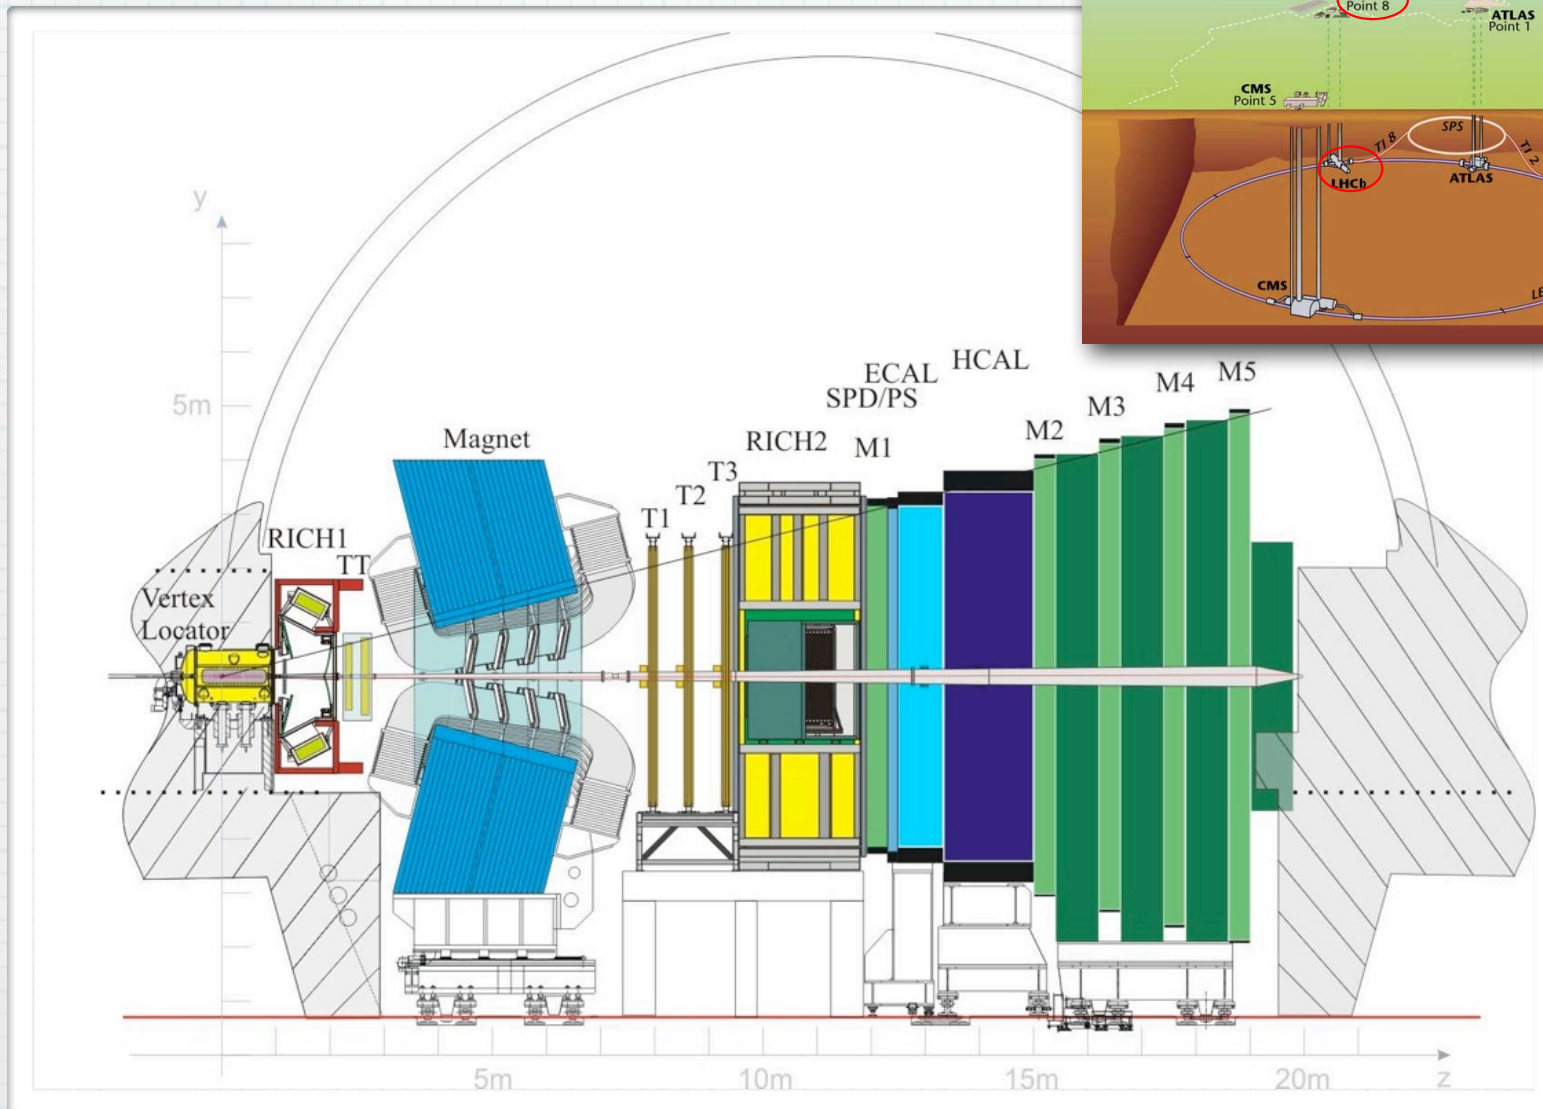 Point 8
ATLAS
Point 1
CMS
Point 5
SPS
TI 8
TI 2
LHCb
ATLAS
CMS
y
5m
HCAL
ECAL
SPD/PS
M5
M4
M3
M2
M1
RICH2
Magnet
T3
T2
T1
RICH1
TT
Vertex
Locator
5m
10m
15m
20m
z